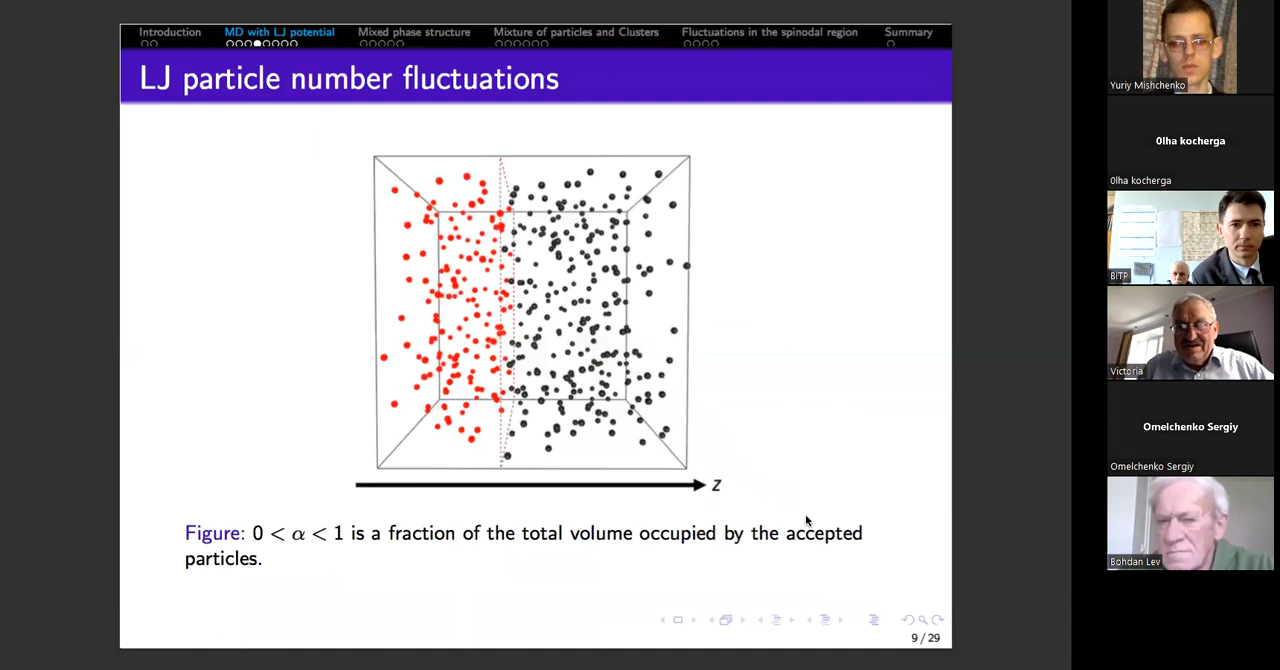 Introduction
MD with LJ potential
Mixed phase structure
Mixture of particles and Clusters
Fluctuations in the spinodal region
Summary
LJ particle number fluctuations
z
Figure: 0 < α < 1 is a fraction of the total volume occupied by the accepted
particles.
9 / 29
Yuriy Mishchenko
Olha kocherga
Olha kocherga
BITP
Victoria
Omelchenko Sergiy
Omelchenko Sergiy
Bohdan Lev